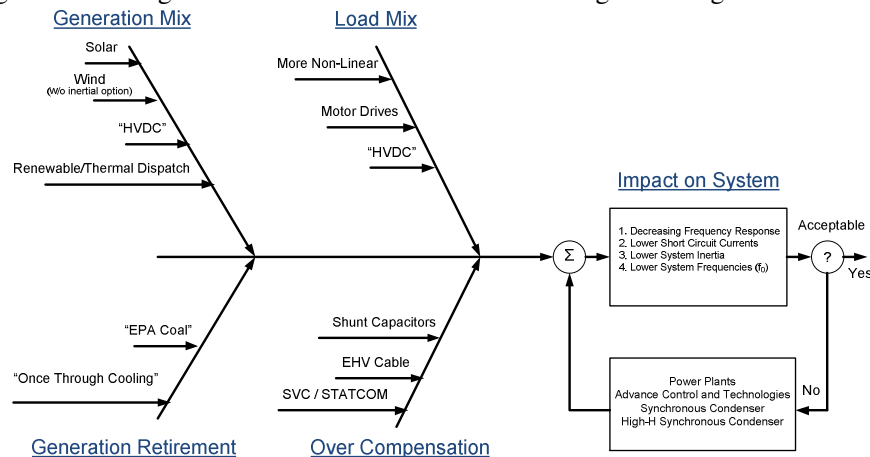 Generation Mix
Load Mix
Solar
Wind
(W/o inertial option)
"HVDC"
Renewable/Thermal Dispatch
More Non-Linear
Motor Drives
"HVDC"
Impact on System
1. Decreasing Frequency Response
2. Lower Short Circuit Currents
3. Lower System Inertia
4. Lower System Frequencies (f₀)
Σ
Acceptable
?
Yes
"EPA Coal"
"Once Through Cooling"
Shunt Capacitors
EHV Cable
SVC / STATCOM
No
Power Plants
Advance Control and Technologies
Synchronous Condenser
High-H Synchronous Condenser
Generation Retirement
Over Compensation